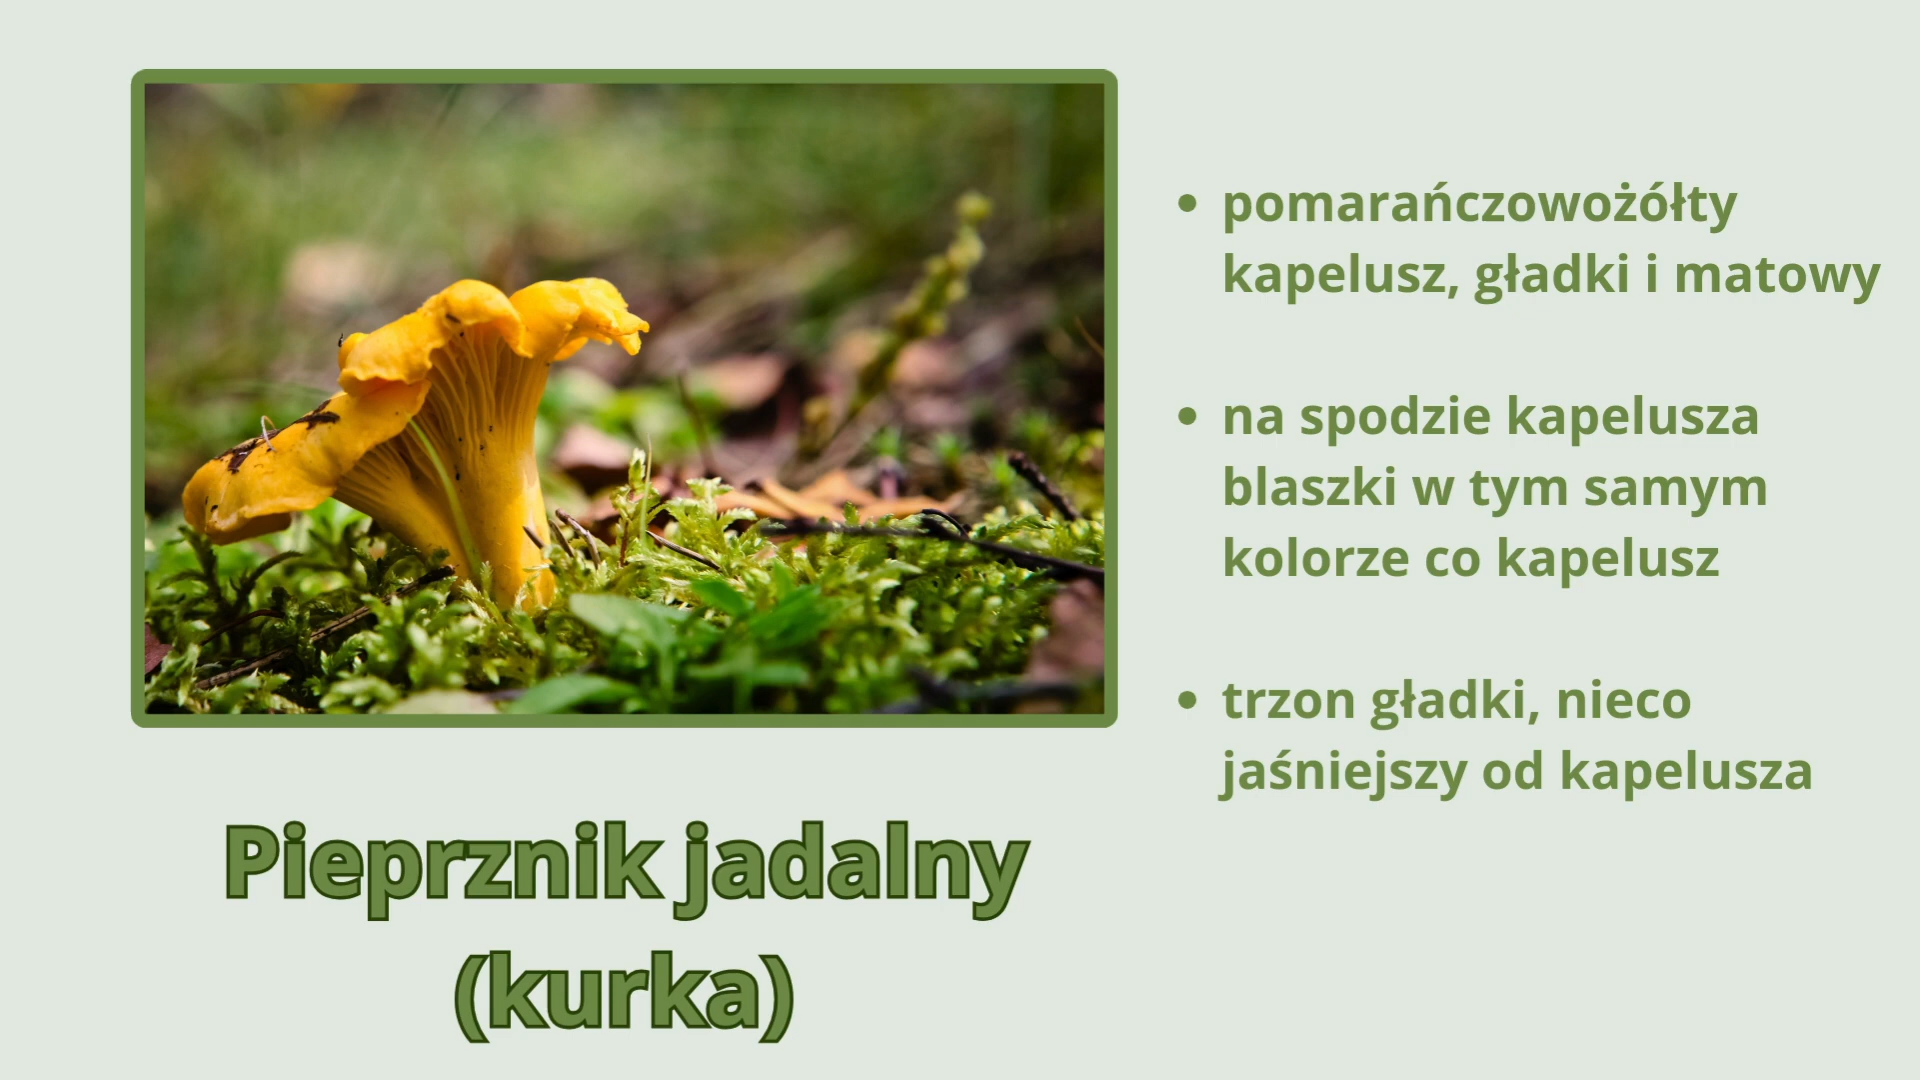 pomarańczowożółty
kapelusz, gładki i matowy
na spodzie kapelusza
blaszki w tym samym
kolorze co kapelusz
trzon gładki, nieco
jaśniejszy od kapelusza
Pieprznik jadalny
(kurka)